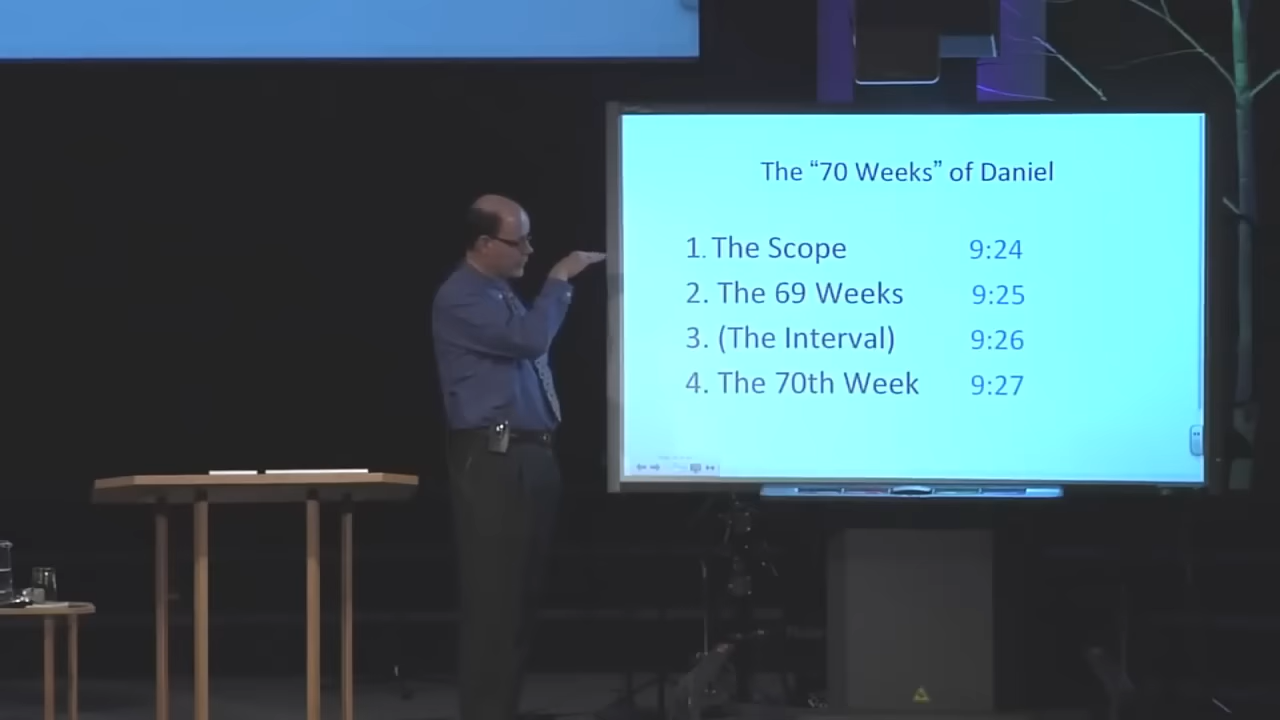 The “70 Weeks” of Daniel
1. The Scope 9:24
2. The 69 Weeks 9:25
3. (The Interval) 9:26
4. The 70th Week 9:27